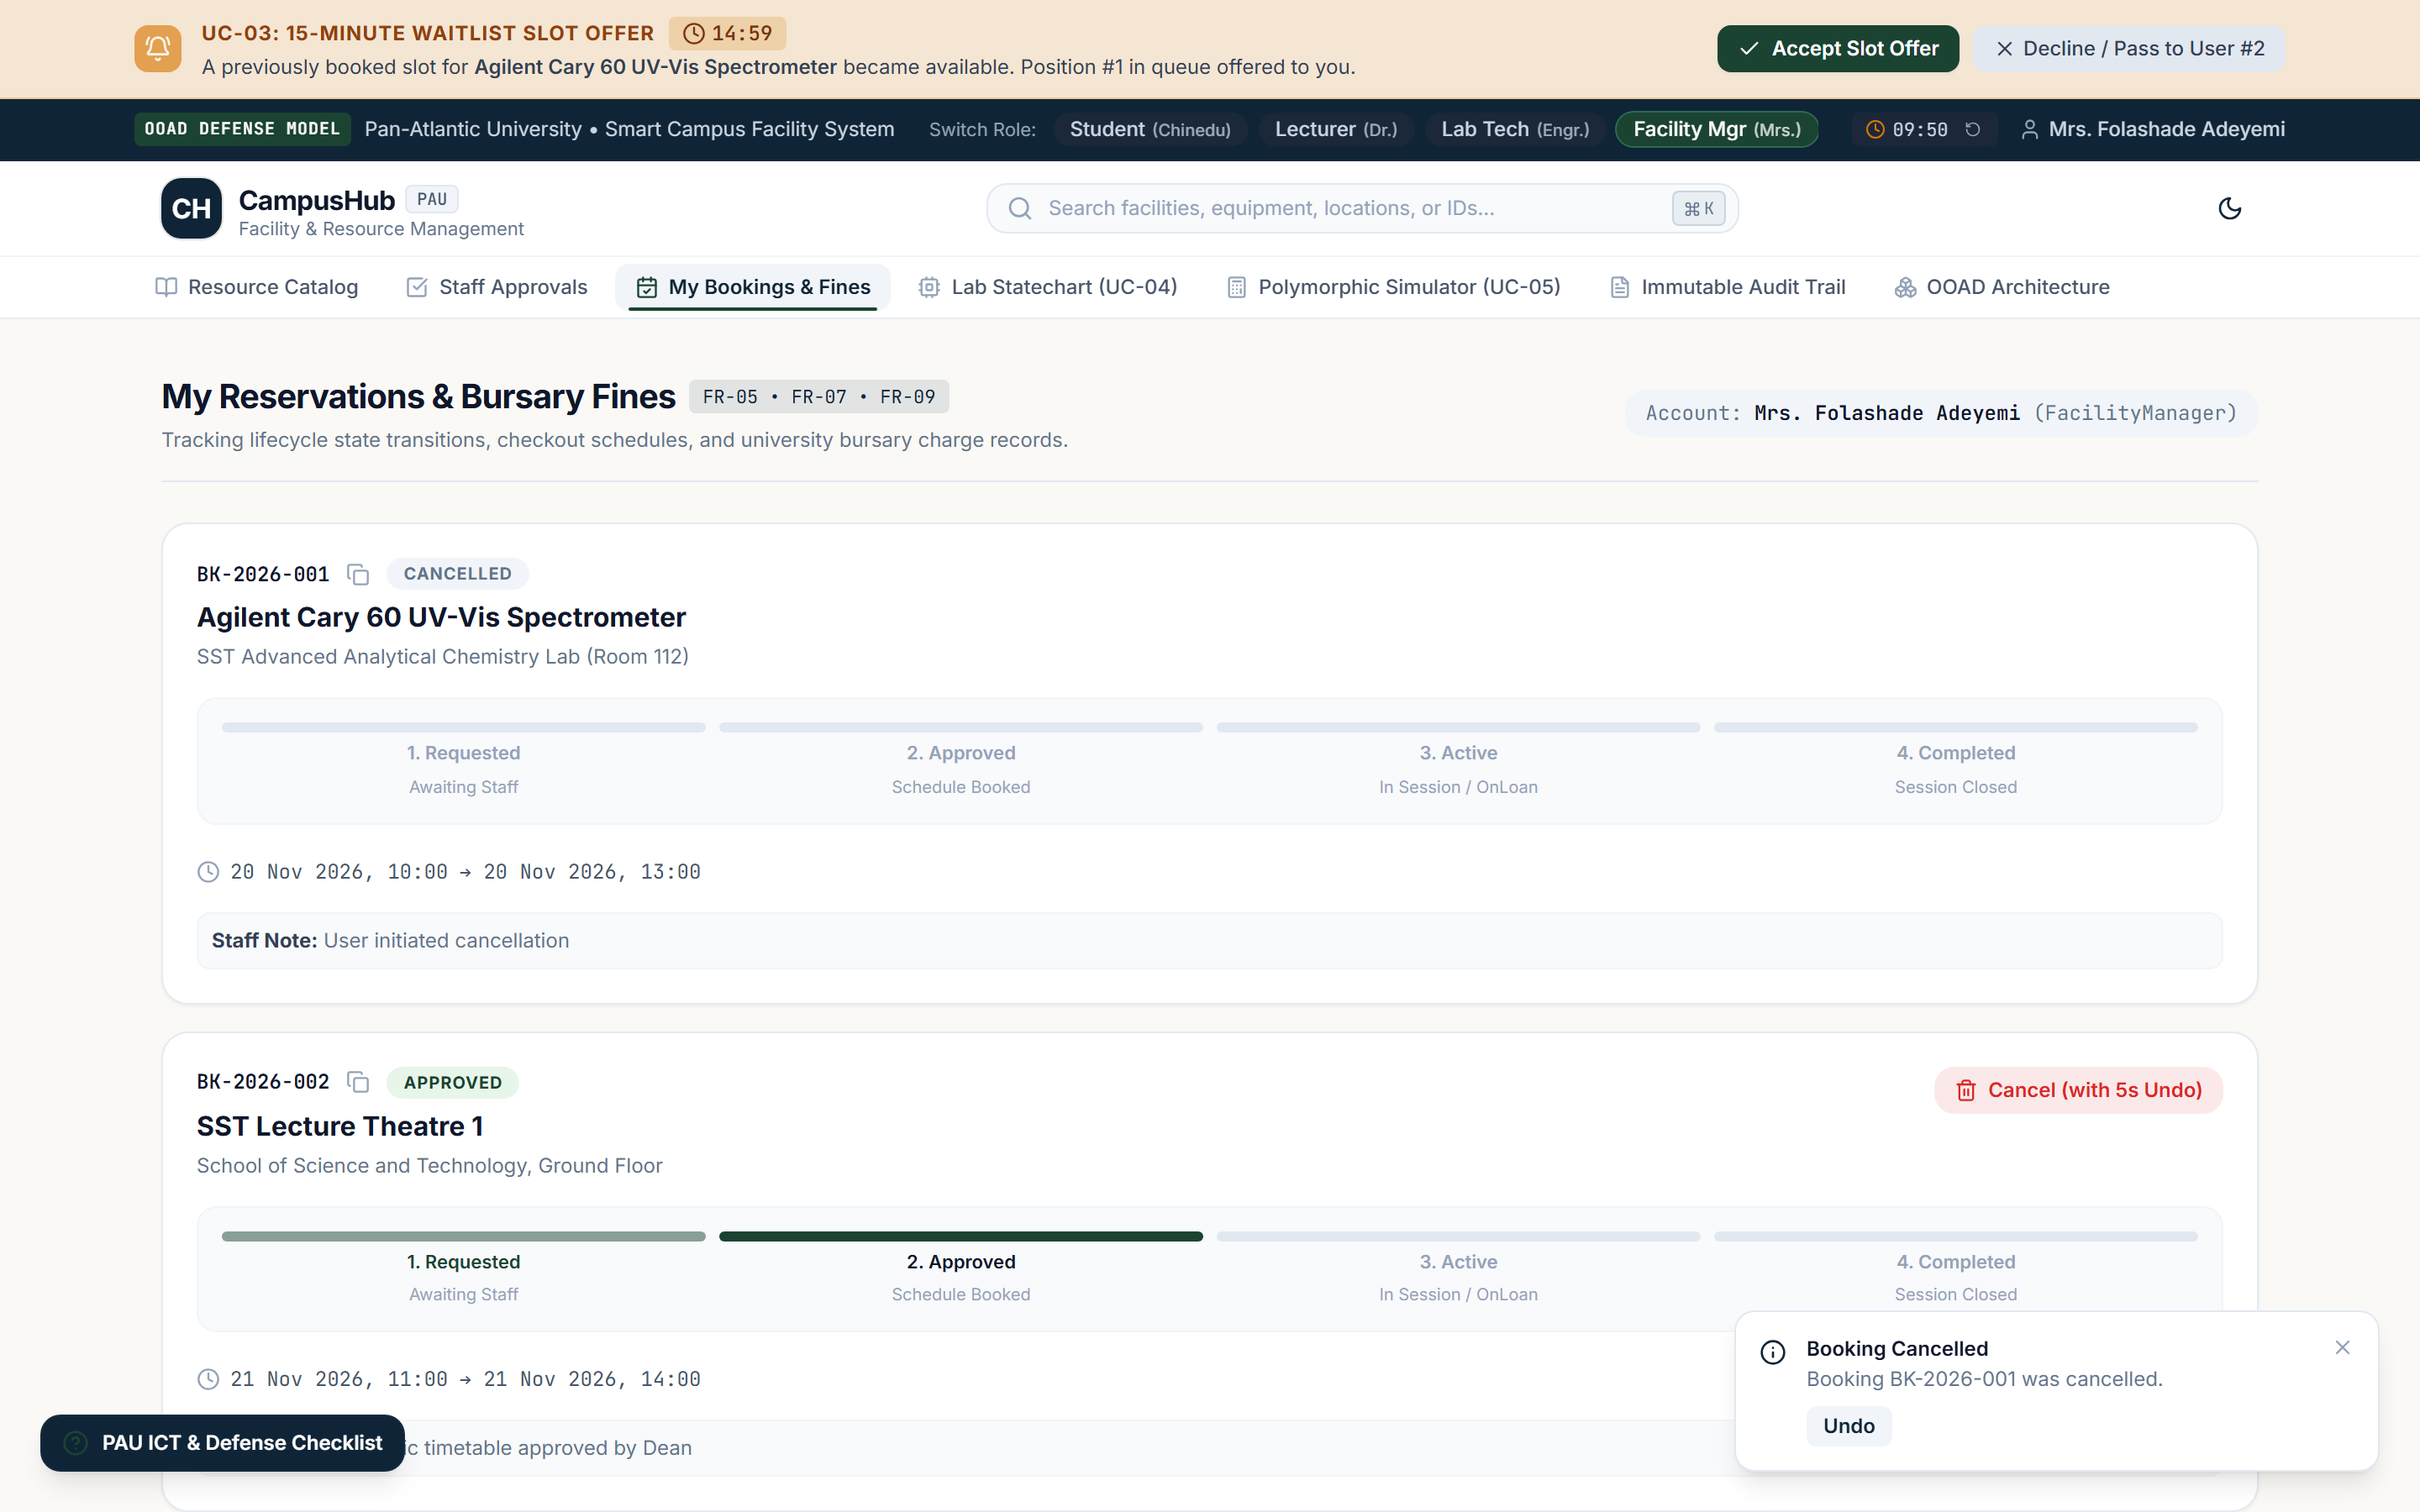 UC-03: 15-MINUTE WAITLIST SLOT OFFER 14:59
A previously booked slot for Agilent Cary 60 UV-Vis Spectrometer became available. Position #1 in queue offered to you.
Accept Slot Offer
Decline / Pass to User #2
OOAD DEFENSE MODEL Pan-Atlantic University • Smart Campus Facility System Switch Role: Student (Chinedu) Lecturer (Dr.) Lab Tech (Engr.) Facility Mgr (Mrs.) 09:50 Mrs. Folashade Adeyemi
CH
CampusHub PAU
Facility & Resource Management
Search facilities, equipment, locations, or IDs... ⌘K
Resource Catalog Staff Approvals My Bookings & Fines Lab Statechart (UC-04) Polymorphic Simulator (UC-05) Immutable Audit Trail OOAD Architecture
My Reservations & Bursary Fines FR-05 • FR-07 • FR-09
Tracking lifecycle state transitions, checkout schedules, and university bursary charge records.
Account: Mrs. Folashade Adeyemi (FacilityManager)
BK-2026-001 CANCELLED
Agilent Cary 60 UV-Vis Spectrometer
SST Advanced Analytical Chemistry Lab (Room 112)
1. Requested 2. Approved 3. Active 4. Completed
Awaiting Staff Schedule Booked In Session / OnLoan Session Closed
20 Nov 2026, 10:00 → 20 Nov 2026, 13:00
Staff Note: User initiated cancellation
BK-2026-002 APPROVED
Cancel (with 5s Undo)
SST Lecture Theatre 1
School of Science and Technology, Ground Floor
1. Requested 2. Approved 3. Active 4. Completed
Awaiting Staff Schedule Booked In Session / OnLoan Session Closed
21 Nov 2026, 11:00 → 21 Nov 2026, 14:00
ic timetable approved by Dean
PAU ICT & Defense Checklist
Booking Cancelled
Booking BK-2026-001 was cancelled.
Undo